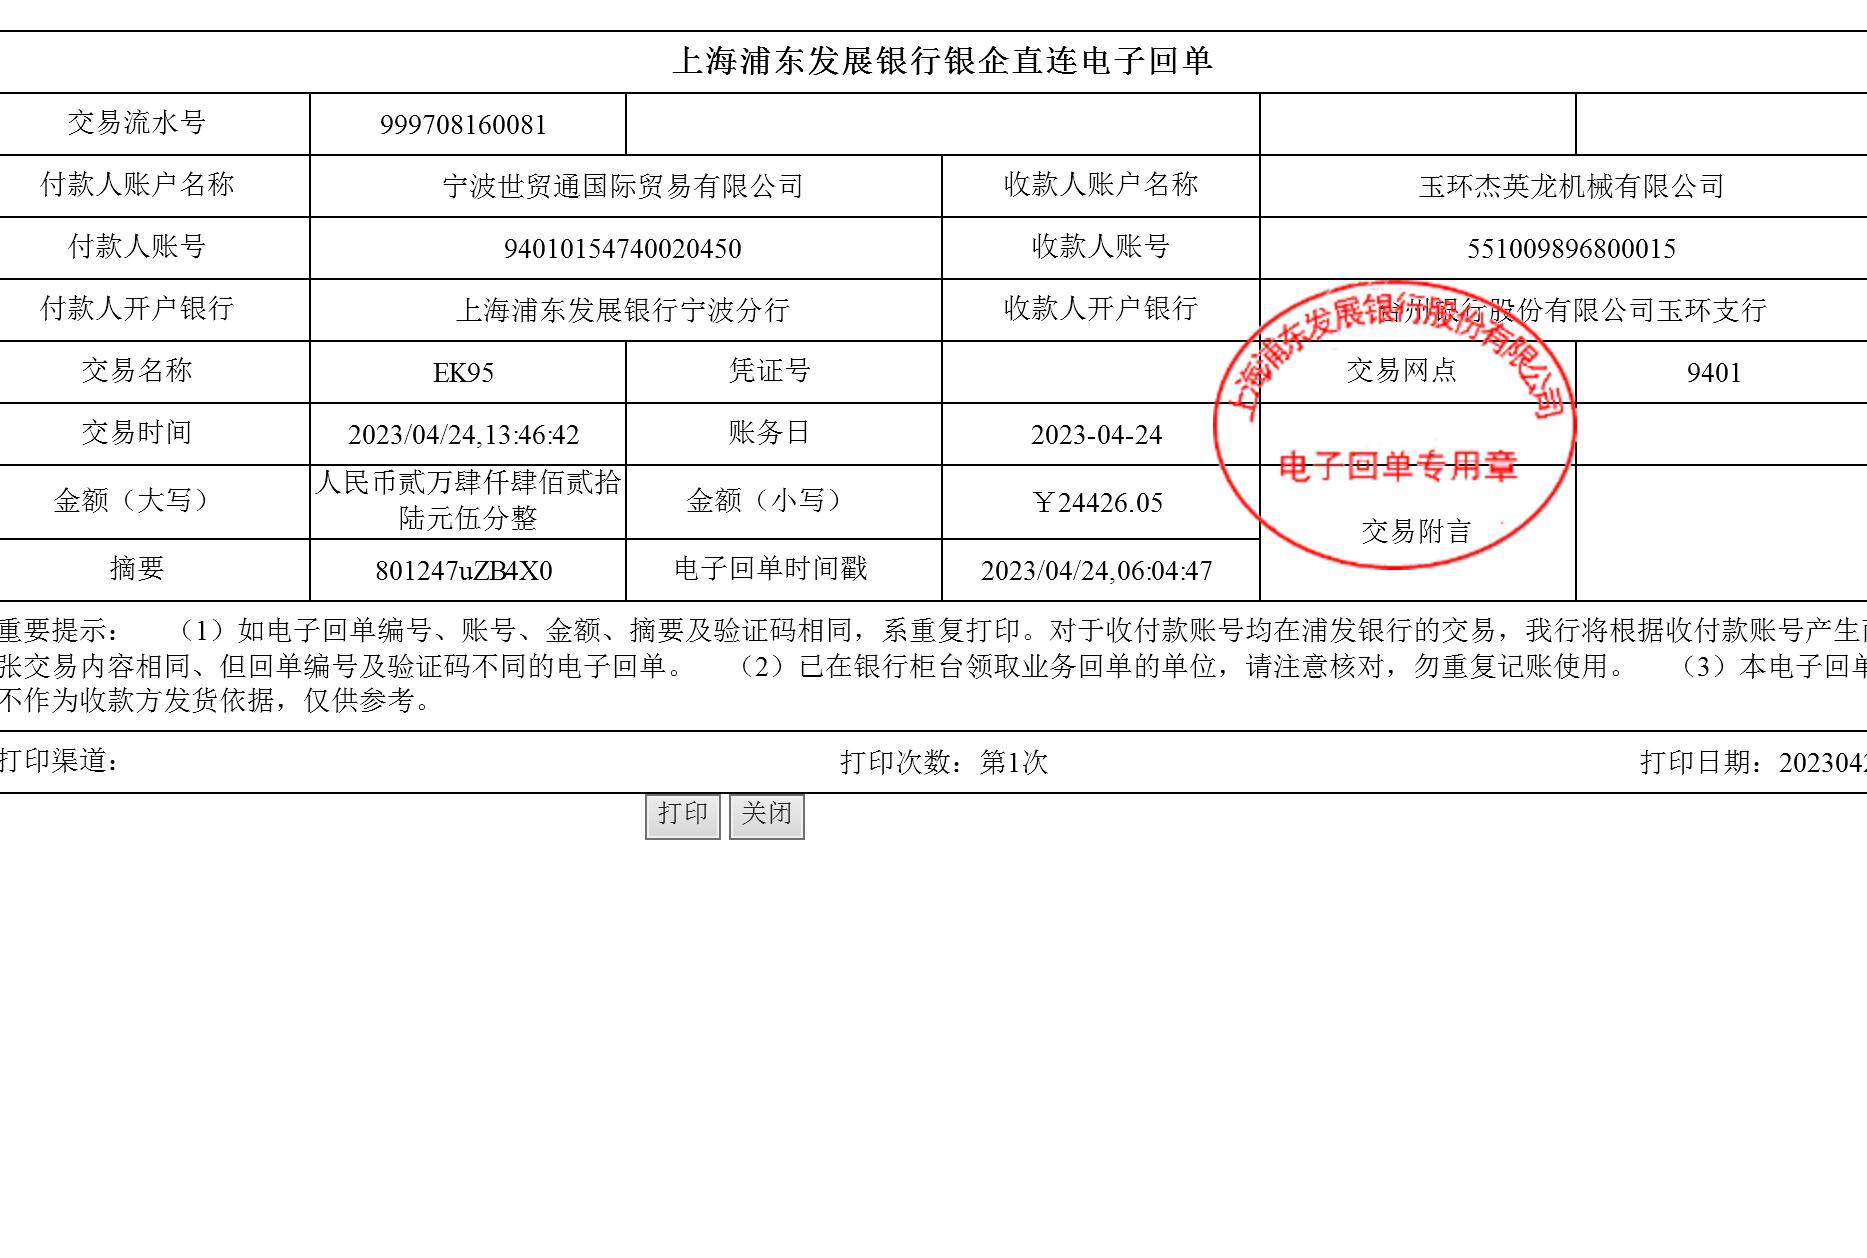 上海浦东发展银行银企直连电子回单
交易流水号 999708160081
付款人账户名称 宁波世贸通国际贸易有限公司 收款人账户名称 玉环杰英龙机械有限公司
付款人账号 94010154740020450 收款人账号 551009896800015
付款人开户银行 上海浦东发展银行宁波分行 收款人开户银行 台州银行股份有限公司玉环支行
上海浦东发展银行股份有限公司
交易名称 EK95 凭证号 交易网点 9401
交易时间 2023/04/24,13:46:42 账务日 2023-04-24
电子回单专用章
金额（大写） 人民币贰万肆仟肆佰贰拾
陆元伍分整 金额（小写） ￥24426.05
交易附言
摘要 801247uZB4X0 电子回单时间戳 2023/04/24,06:04:47
重要提示： （1）如电子回单编号、账号、金额、摘要及验证码相同，系重复打印。对于收付款账号均在浦发银行的交易，我行将根据收付款账号产生
张交易内容相同、但回单编号及验证码不同的电子回单。 （2）已在银行柜台领取业务回单的单位，请注意核对，勿重复记账使用。 （3）本电子回单
不作为收款方发货依据，仅供参考。
打印渠道： 打印次数：第1次 打印日期：202304
打印 关闭